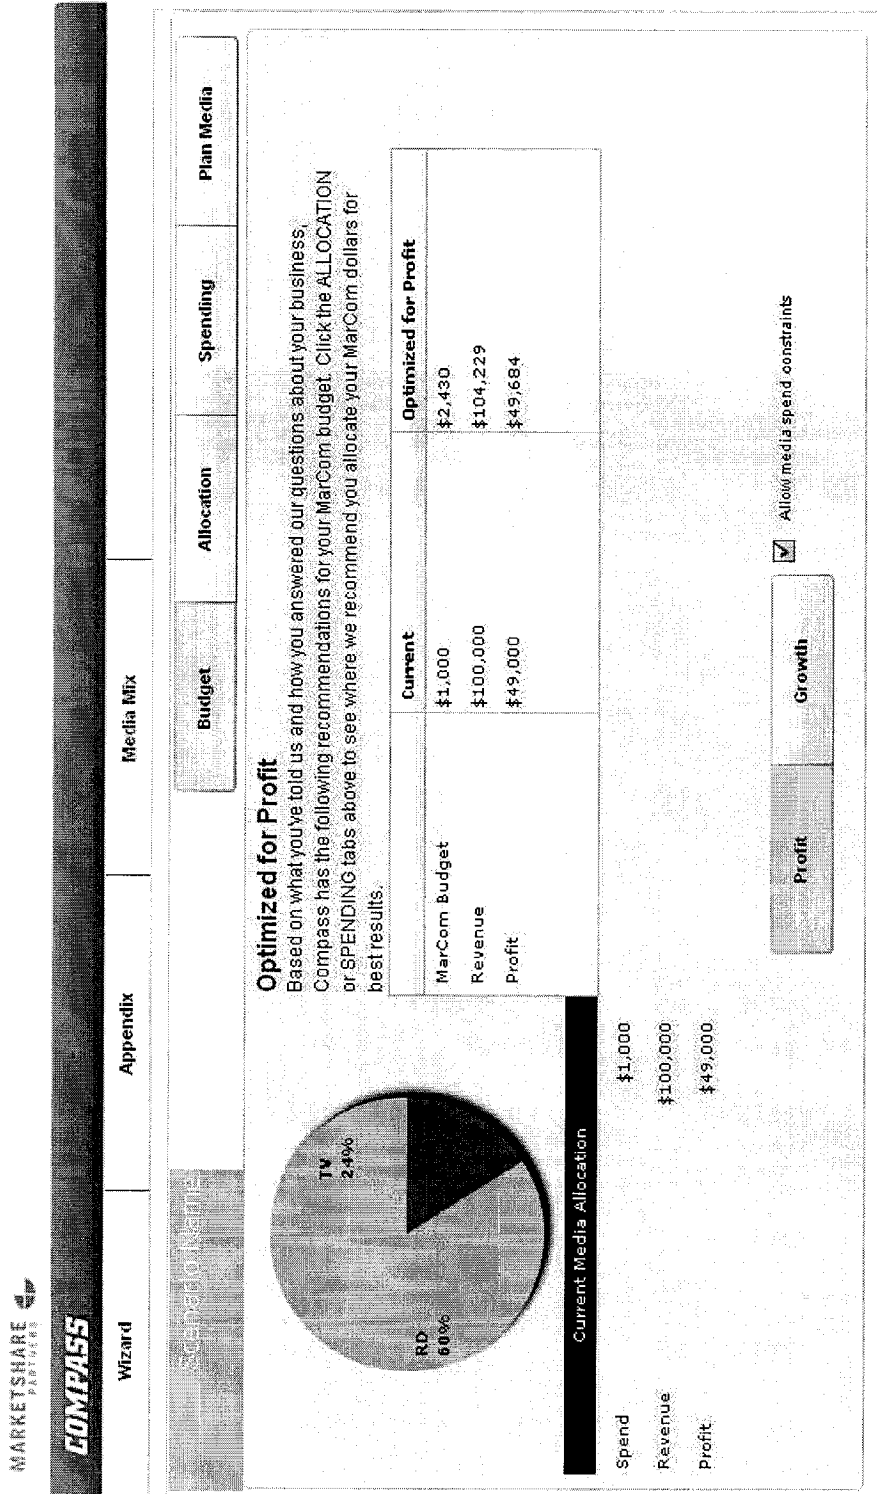 MARKETSHARE
PARTNERS
COMPASS
Wizard Appendix Media Mix
Scenario Name
Budget Allocation Spending Plan Media
Optimized for Profit
Based on what you've told us and how you answered our questions about your business,
Compass has the following recommendations for your MarCom budget. Click the ALLOCATION
or SPENDING tabs above to see where we recommend you allocate your MarCom dollars for
best results.
TV
24%
RD
60%
Current Optimized for Profit
MarCom Budget $1,000 $2,430
Revenue $100,000 $104,229
Profit $49,000 $49,684
Current Media Allocation
Spend $1,000
Revenue $100,000
Profit $49,000
Profit Growth
Allow media spend constraints